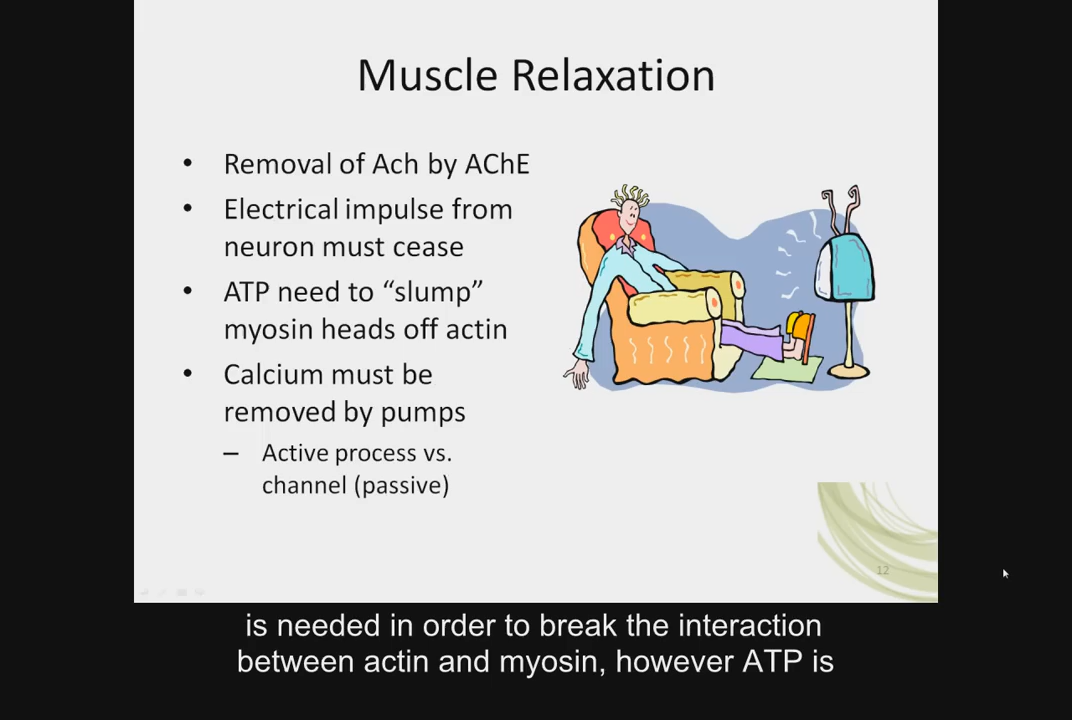 Muscle Relaxation
• Removal of Ach by AChE
• Electrical impulse from
neuron must cease
• ATP need to “slump”
myosin heads off actin
• Calcium must be
removed by pumps
– Active process vs.
channel (passive)
12
is needed in order to break the interaction
between actin and myosin, however ATP is